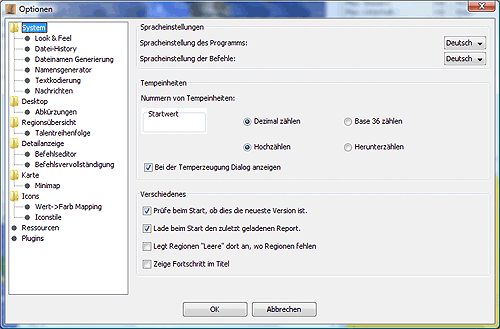 Optionen
System
Look & Feel
Datei-History
Dateinamen Generierung
Namensgenerator
Textkodierung
Nachrichten
Desktop
Abkürzungen
Regionsübersicht
Talentreihenfolge
Detailanzeige
Befehlseditor
Befehlsvervollständigung
Karte
Minimap
Icons
Wert->Farb Mapping
Iconstile
Ressourcen
Plugins
Spracheinstellungen
Spracheinstellung des Programms: Deutsch
Spracheinstellung der Befehle: Deutsch
Tempeinheiten
Nummern von Tempeinheiten:
Startwert
Dezimal zählen Base 36 zählen
Hochzählen Herunterzählen
Bei der Temperzeugung Dialog anzeigen
Verschiedenes
Prüfe beim Start, ob dies die neueste Version ist.
Lade beim Start den zuletzt geladenen Report.
Legt Regionen "Leere" dort an, wo Regionen fehlen
Zeige Fortschritt im Titel
OK Abbrechen